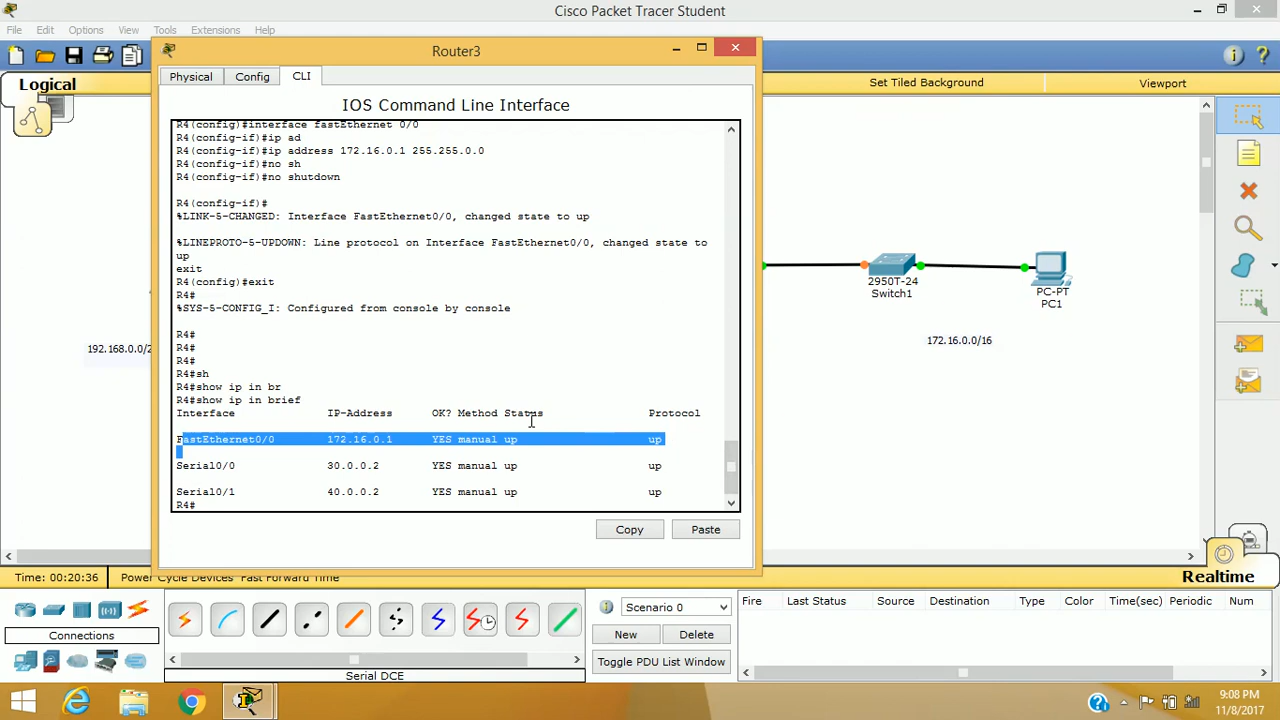 Cisco Packet Tracer Student
File Edit Options View Tools Extensions Help
Router3
Logical
Set Tiled Background
Viewport
Physical Config CLI
IOS Command Line Interface
R4(config)#interface fastEthernet 0/0
R4(config-if)#ip ad
R4(config-if)#ip address 172.16.0.1 255.255.0.0
R4(config-if)#no sh
R4(config-if)#no shutdown
R4(config-if)#
%LINK-5-CHANGED: Interface FastEthernet0/0, changed state to up
%LINEPROTO-5-UPDOWN: Line protocol on Interface FastEthernet0/0, changed state to
up
exit
R4(config)#exit
R4#
%SYS-5-CONFIG_I: Configured from console by console
R4#
R4#
R4#
R4#sh
R4#show ip in br
R4#show ip in brief
Interface IP-Address OK? Method Status Protocol
FastEthernet0/0 172.16.0.1 YES manual up up
Serial0/0 30.0.0.2 YES manual up up
Serial0/1 40.0.0.2 YES manual up up
R4#
Copy Paste
192.168.0.0/2
2950T-24
Switch1
PC-PT
PC1
172.16.0.0/16
Time: 00:20:36 Power Cycle Devices Fast Forward Time
Realtime
Connections
Serial DCE
Scenario 0
New Delete
Toggle PDU List Window
Fire Last Status Source Destination Type Color Time(sec) Periodic Num
9:08 PM
11/8/2017